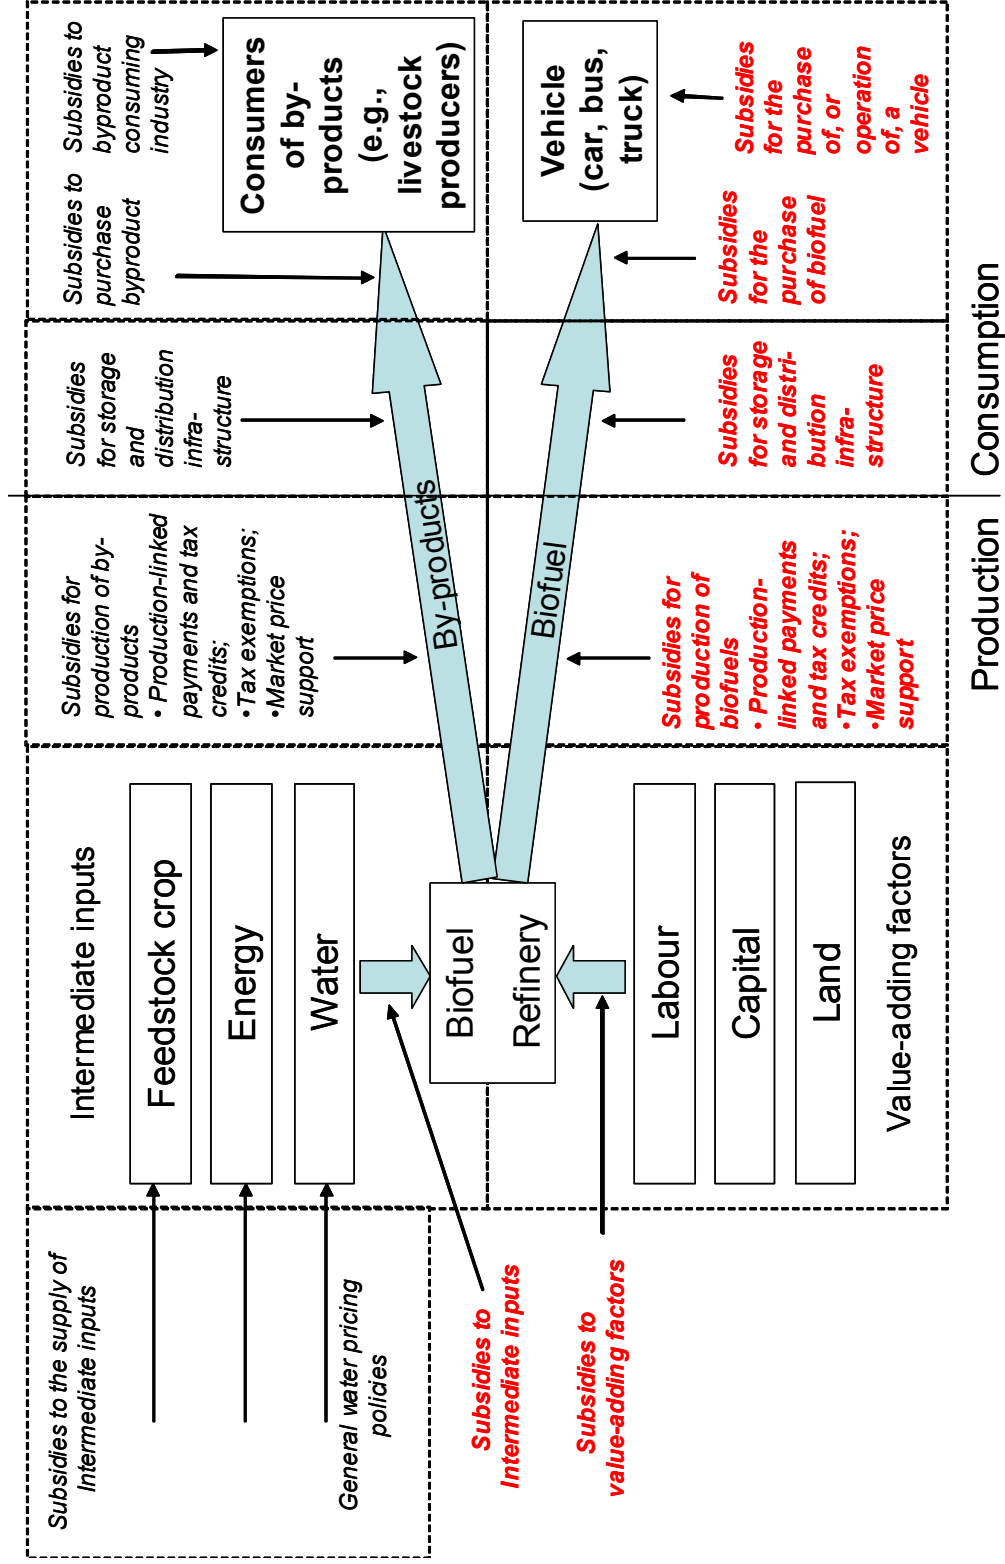 Subsidies to the supply of
Intermediate inputs
General water pricing
policies
Subsidies to
Intermediate inputs
Subsidies to
value-adding factors
Intermediate inputs
Feedstock crop
Energy
Water
Biofuel
Refinery
Labour
Capital
Land
Value-adding factors
Subsidies for
production of by-
products
• Production-linked
payments and tax
credits;
•Tax exemptions;
•Market price
support
By-products
Biofuel
Subsidies for
production of
biofuels
• Production-
linked payments
and tax credits;
•Tax exemptions;
•Market price
support
Subsidies
for storage
and
distribution
infra-
structure
Subsidies
for storage
and distri-
bution
infra-
structure
Subsidies to
purchase
byproduct
Subsidies to
byproduct
consuming
industry
Consumers
of by-
products
(e.g.,
livestock
producers)
Vehicle
(car, bus,
truck)
Subsidies
for the
purchase
of biofuel
Subsidies
for the
purchase
of, or
operation
of, a
vehicle
Production
Consumption